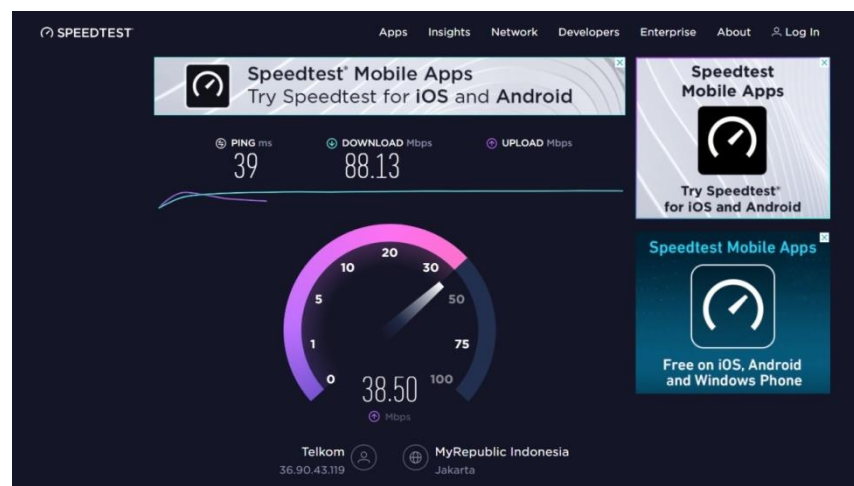 SPEEDTEST
Apps Insights Network Developers Enterprise About Log In
Speedtest® Mobile Apps
Try Speedtest for iOS and Android
Speedtest
Mobile Apps
Try Speedtest®
for iOS and Android
PING ms DOWNLOAD Mbps UPLOAD Mbps
39 88.13
Speedtest Mobile Apps
Free on iOS, Android
and Windows Phone
0
1
5
10
20
30
50
75
100
38.50
Mbps
Telkom
36.90.43.119
MyRepublic Indonesia
Jakarta